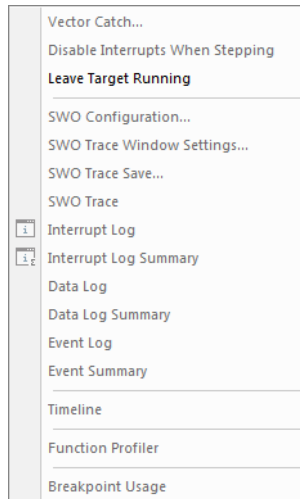 Vector Catch...
Disable Interrupts When Stepping
Leave Target Running
SWO Configuration...
SWO Trace Window Settings...
SWO Trace Save...
SWO Trace
Interrupt Log
Interrupt Log Summary
Data Log
Data Log Summary
Event Log
Event Summary
Timeline
Function Profiler
Breakpoint Usage